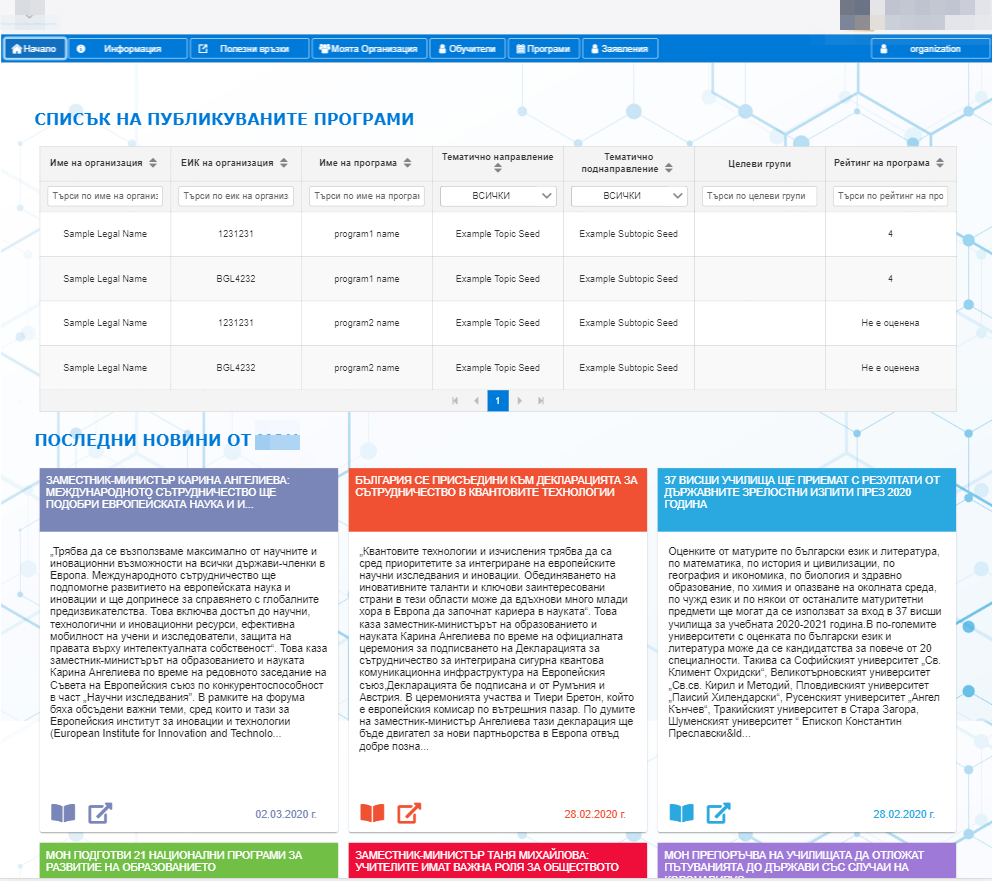 Начало Информация Полезни връзки Моята Организация Обучители Програми Заявления organization
СПИСЪК НА ПУБЛИКУВАНИТЕ ПРОГРАМИ
Име на организация ЕИК на организация Име на програма Тематично направление Тематично поднаправление Целеви групи Рейтинг на програма
Търси по име на организ Търси по еик на организ Търси по име на програм ВСИЧКИ ВСИЧКИ Търси по целеви групи Търси по рейтинг на про
Sample Legal Name 1231231 program1 name Example Topic Seed Example Subtopic Seed 4
Sample Legal Name BGL4232 program1 name Example Topic Seed Example Subtopic Seed 4
Sample Legal Name 1231231 program2 name Example Topic Seed Example Subtopic Seed Не е оценена
Sample Legal Name BGL4232 program2 name Example Topic Seed Example Subtopic Seed Не е оценена
1
ПОСЛЕДНИ НОВИНИ ОТ
ЗАМЕСТНИК-МИНИСТЪР КАРИНА АНГЕЛИЕВА:
МЕЖДУНАРОДНОТО СЪТРУДНИЧЕСТВО ЩЕ
ПОДОБРИ ЕВРОПЕЙСКАТА НАУКА И И...
„Трябва да се възползваме максимално от научните и
иновационни възможности на всички държави-членки в
Европа. Международното сътрудничество ще
подпомогне развитието на европейската наука и
иновации и ще допринесе за справянето с глобалните
предизвикателства. Това включва достъп до научни,
технологични и иновационни ресурси, ефективна
мобилност на учени и изследователи, защита на
правата върху интелектуалната собственост“. Това каза
заместник-министърът на образованието и науката
Карина Ангелиева по време на редовното заседание на
Съвета на Европейския съюз по конкурентоспособност
в част „Научни изследвания”. В рамките на форума
бяха обсъдени важни теми, сред които и тази за
Европейския институт за иновации и технологии
(European Institute for Innovation and Technolo...
02.03.2020 г.
БЪЛГАРИЯ СЕ ПРИСЪЕДИНИ КЪМ ДЕКЛАРАЦИЯТА ЗА
СЪТРУДНИЧЕСТВО В КВАНТОВИТЕ ТЕХНОЛОГИИ
„Квантовите технологии и изчисления трябва да са
сред приоритетите за интегриране на европейските
научни изследвания и иновации. Обединяването на
иновативните таланти и ключови заинтересовани
страни в тези области може да вдъхнови много млади
хора в Европа да започнат кариера в науката“. Това
каза заместник-министърът на образованието и
науката Карина Ангелиева по време на официалната
церемония за подписването на Декларацията за
сътрудничество за интегрирана сигурна квантова
комуникационна инфраструктура на Европейския
съюз.Декларацията бе подписана и от Румъния и
Австрия. В церемонията участва и Тиери Бретон, който
е европейския комисар по вътрешния пазар. По думите
на заместник-министър Ангелиева тази декларация ще
бъде двигател за нови партньорства в Европа отвъд
добре позна...
28.02.2020 г.
37 ВИСШИ УЧИЛИЩА ЩЕ ПРИЕМАТ С РЕЗУЛТАТИ ОТ
ДЪРЖАВНИТЕ ЗРЕЛОСТНИ ИЗПИТИ ПРЕЗ 2020
ГОДИНА
Оценките от матурите по български език и литература,
по математика, по история и цивилизации, по
география и икономика, по биология и здравно
образование, по химия и опазване на околната среда,
по чужд език и по някои от останалите маturитетни
предмети ще могат да се използват за вход в 37 висши
училища за учебната 2020-2021 година.В по-големите
университети с оценката по български език и
литература може да се кандидатства за повече от 20
специалности. Такива са Софийският университет „Св.
Климент Охридски“, Великотърновският университет
„Св.св. Кирил и Методий, Пловдивският университет
„Паисий Хилендарски“, Русенският университет „Ангел
Кънчев“, Тракийският университет в Стара Загора,
Шуменският университет “ Епископ Константин
Преславски&ld...
28.02.2020 г.
МОН ПОДГОТВИ 21 НАЦИОНАЛНИ ПРОГРАМИ ЗА
РАЗВИТИЕ НА ОБРАЗОВАНИЕТО
ЗАМЕСТНИК-МИНИСТЪР ТАНЯ МИХАЙЛОВА:
УЧИТЕЛИТЕ ИМАТ ВАЖНА РОЛЯ ЗА ОБЩЕСТВОТО
МОН ПРЕПОРЪЧВА НА УЧИЛИЩАТА ДА ОТЛОЖАТ
ПЪТУВАНИЯТА ДО ДЪРЖАВИ СЪС СЛУЧАИ НА